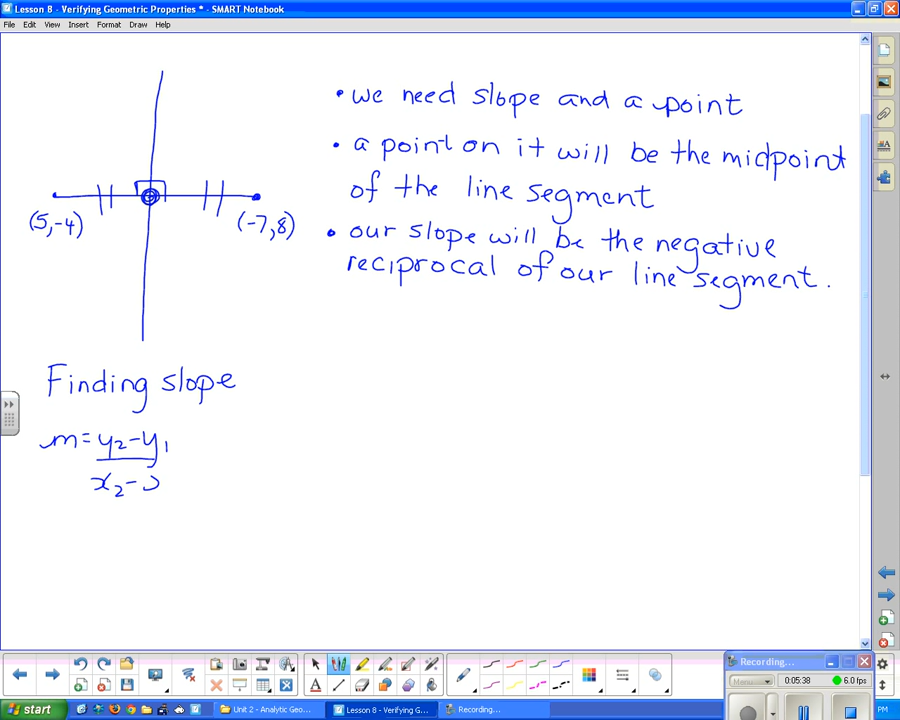 Lesson 8 - Verifying Geometric Properties * - SMART Notebook
File Edit View Insert Format Draw Help
• we need slope and a point
• a point on it will be the midpoint
of the line segment
(5,-4) (-7,8)
• our slope will be the negative
reciprocal of our line segment.
Finding slope
m = y₂-y₁
x₂-
Recording...
Menu
0:05:38 6.0 fps
start Unit 2 - Analytic Geo... Lesson 8 - Verifying G... Recording... PM